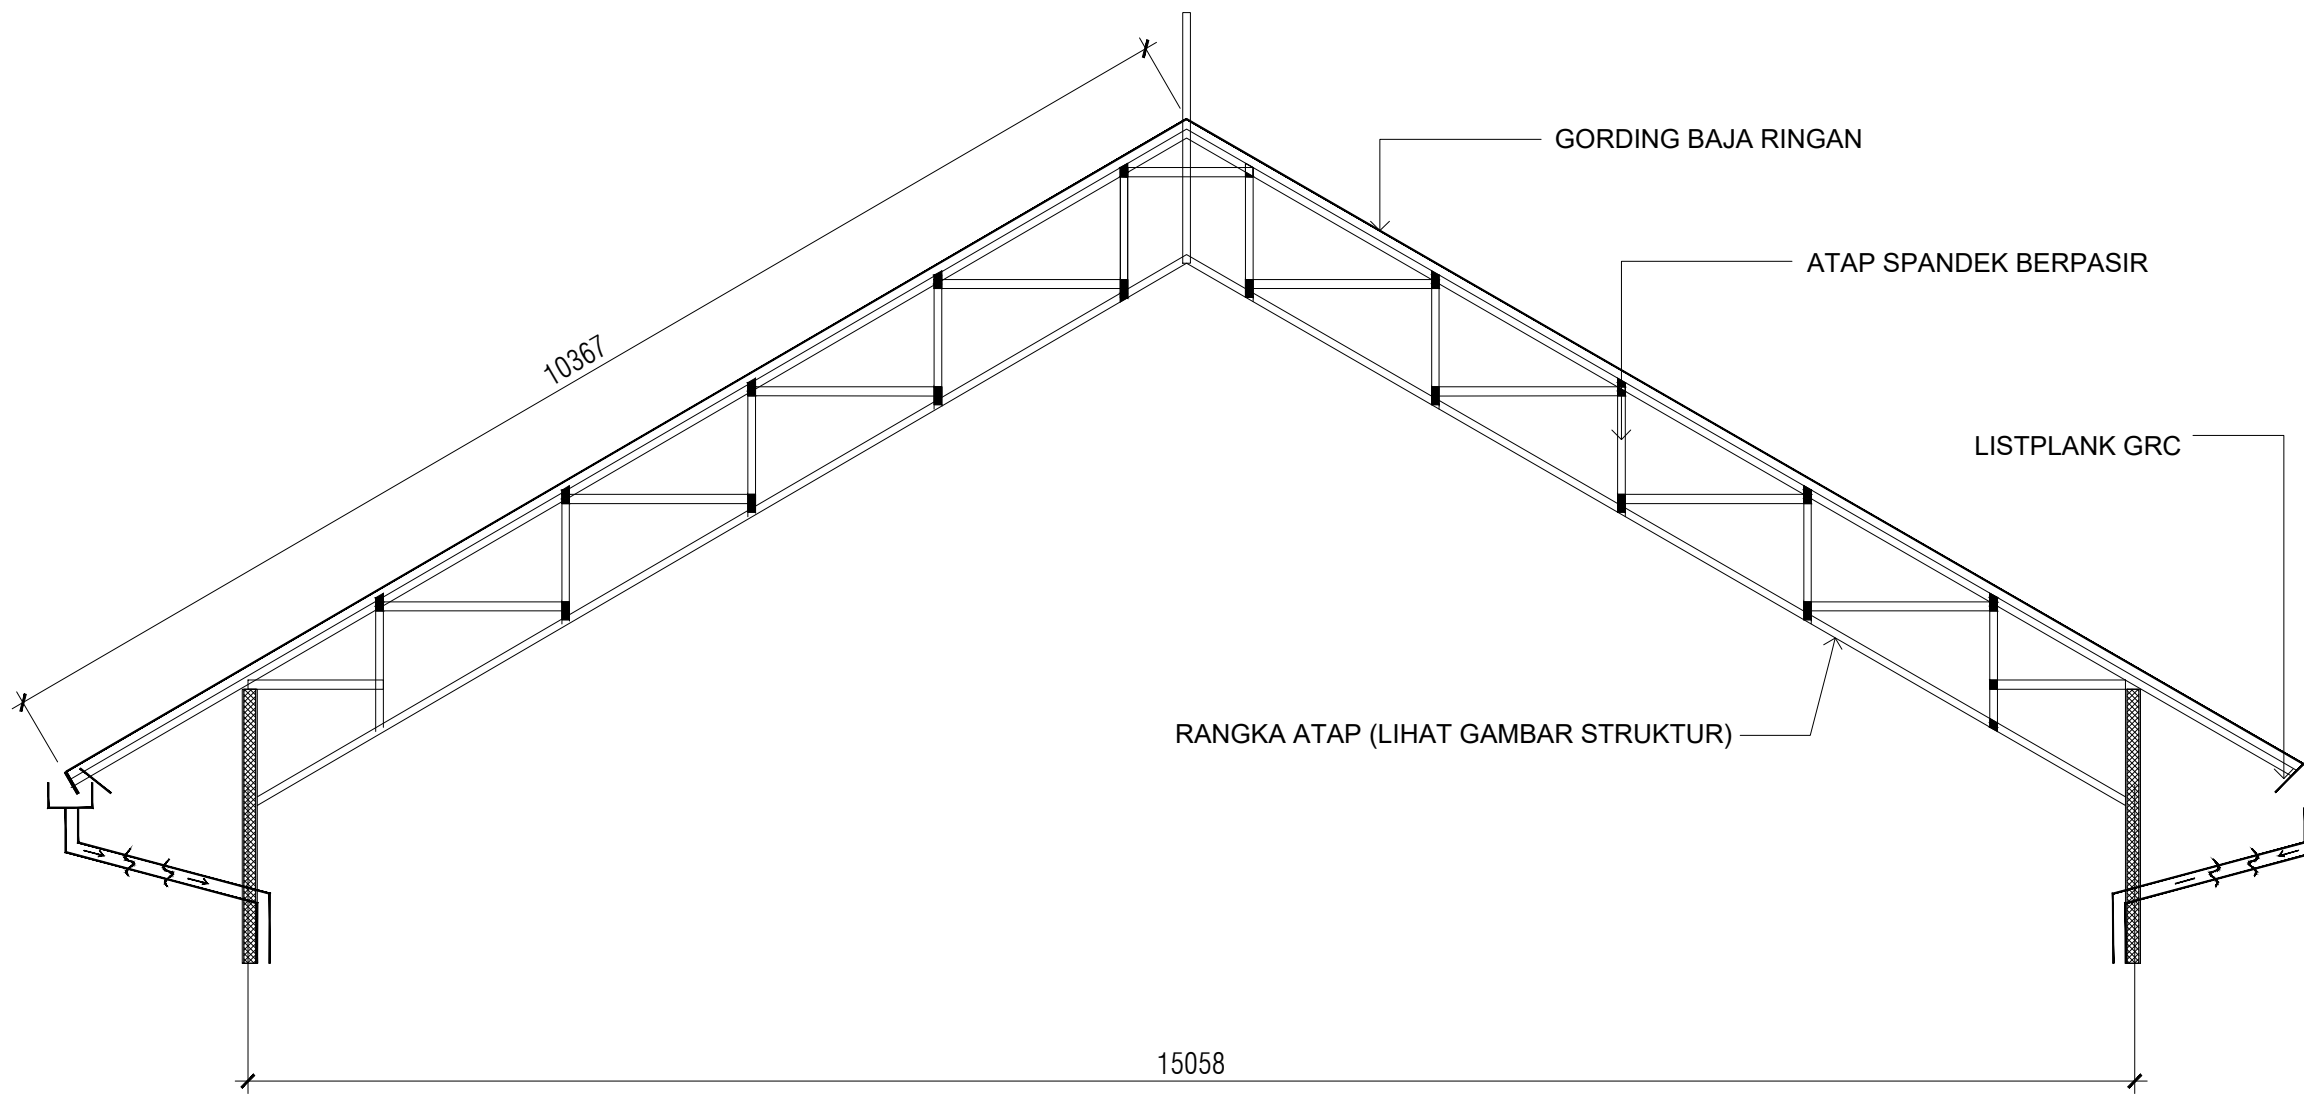 GORDING BAJA RINGAN
ATAP SPANDEK BERPASIR
10367
LISTPLANK GRC
RANGKA ATAP (LIHAT GAMBAR STRUKTUR)
15058